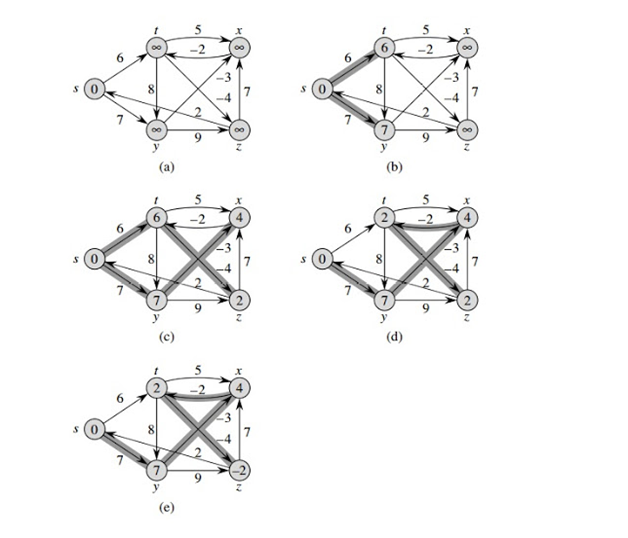 t 5 x
∞ –2 ∞
6
8 –3 7
s 0 –4
7 2
∞ 9 ∞
y z
(a)
t 5 x
6 –2 ∞
6
8 –3 7
s 0 –4
7 2
7 9 ∞
y z
(b)
t 5 x
6 –2 4
6
8 –3 7
s 0 –4
7 2
7 9 2
y z
(c)
t 5 x
2 –2 4
6
8 –3 7
s 0 –4
7 2
7 9 2
y z
(d)
t 5 x
2 –2 4
6
8 –3 7
s 0 –4
7 2
7 9 –2
y z
(e)